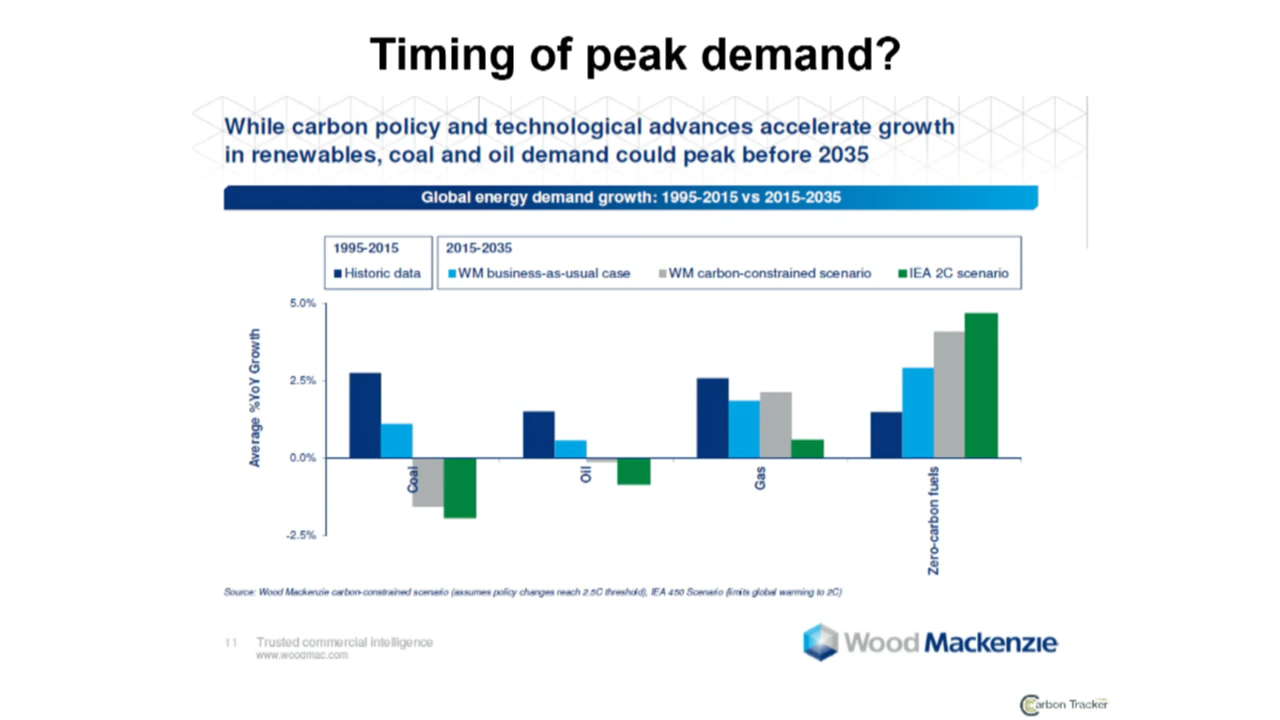 Timing of peak demand?
While carbon policy and technological advances accelerate growth
in renewables, coal and oil demand could peak before 2035
Global energy demand growth: 1995-2015 vs 2015-2035
1995-2015
Historic data
2015-2035
WM business-as-usual case
WM carbon-constrained scenario
IEA 2C scenario
Average %YoY Growth
5.0%
2.5%
0.0%
-2.5%
Coal
Oil
Gas
Zero-carbon fuels
Source: Wood Mackenzie carbon-constrained scenario (assumes policy changes reach 2.5C threshold), IEA 450 Scenario (limits global warming to 2C)
11
Trusted commercial intelligence
www.woodmac.com
Wood Mackenzie
Carbon Tracker